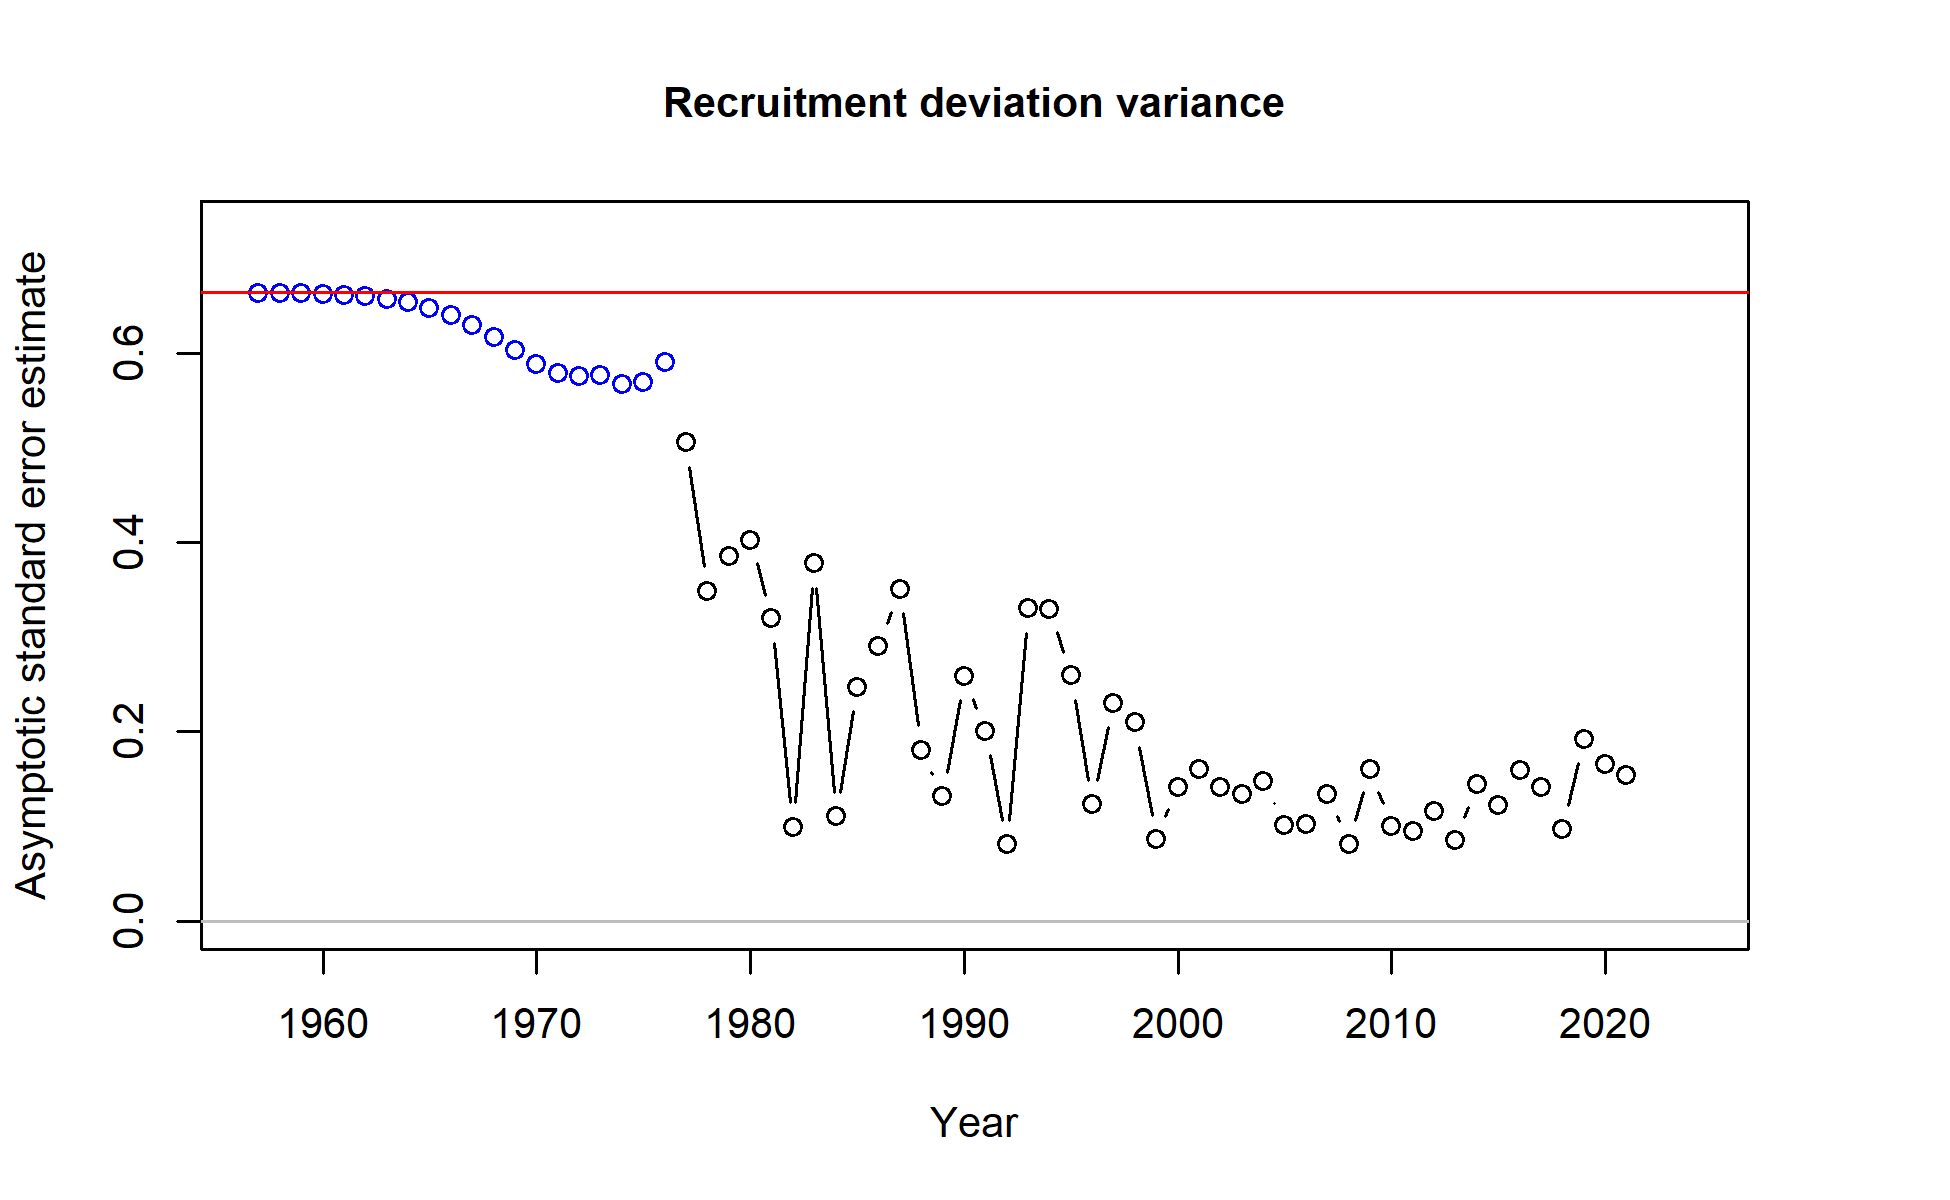 Recruitment deviation variance
Asymptotic standard error estimate
0.6
0.4
0.2
0.0
1960 1970 1980 1990 2000 2010 2020
Year